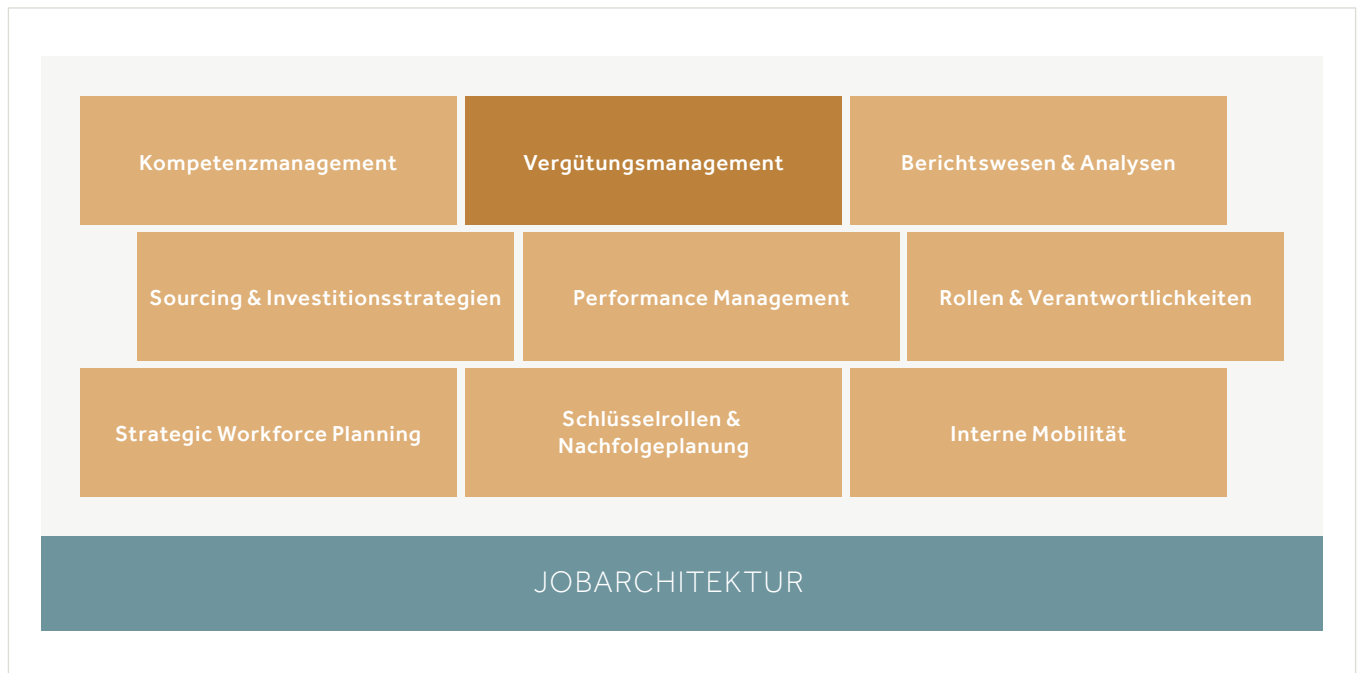 Kompetenzmanagement
Vergütungsmanagement
Berichtswesen & Analysen
Sourcing & Investitionsstrategien
Performance Management
Rollen & Verantwortlichkeiten
Strategic Workforce Planning
Schlüsselrollen &
Nachfolgeplanung
Interne Mobilität
JOBARCHITEKTUR